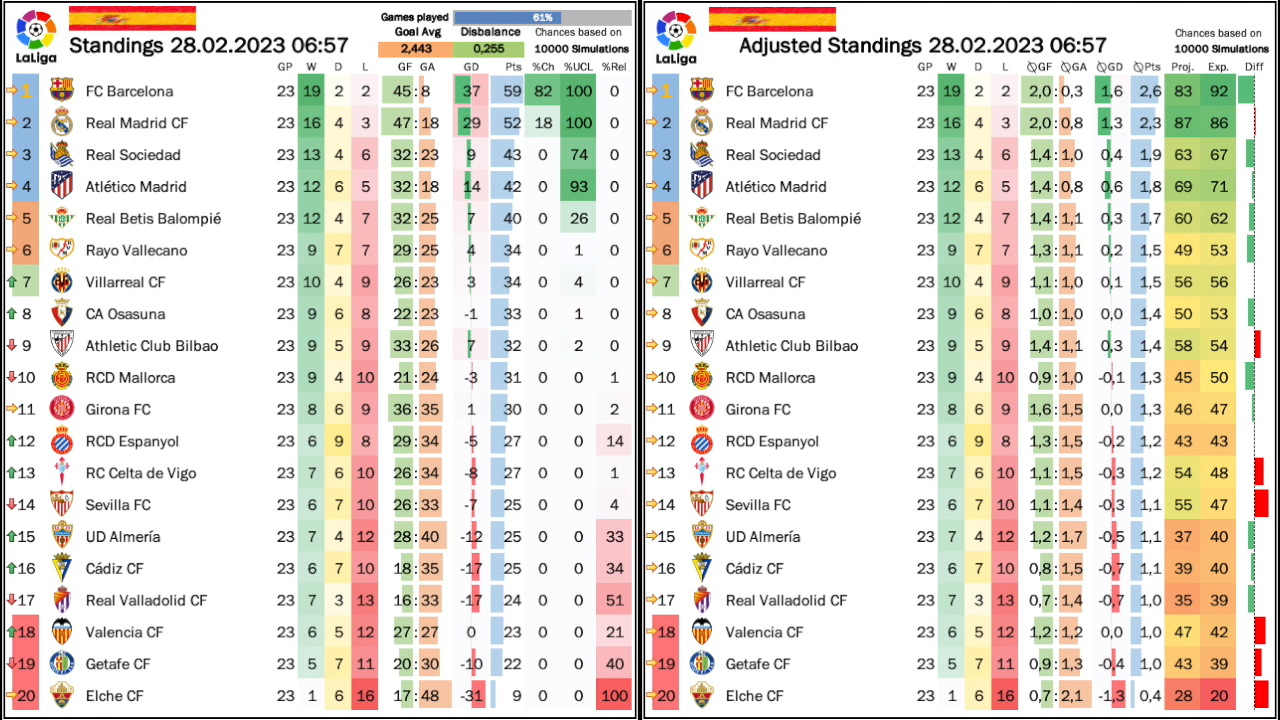 LaLiga
Standings 28.02.2023 06:57
Games played 61%
Goal Avg Disbalance Chances based on
2,443 0,255 10000 Simulations
GP W D L GF GA GD Pts %Ch %UCL %Rel
1 FC Barcelona 23 19 2 2 45 : 8 37 59 82 100 0
2 Real Madrid CF 23 16 4 3 47 : 18 29 52 18 100 0
3 Real Sociedad 23 13 4 6 32 : 23 9 43 0 74 0
4 Atlético Madrid 23 12 6 5 32 : 18 14 42 0 93 0
5 Real Betis Balompié 23 12 4 7 32 : 25 7 40 0 26 0
6 Rayo Vallecano 23 9 7 7 29 : 25 4 34 0 1 0
7 Villarreal CF 23 10 4 9 26 : 23 3 34 0 4 0
8 CA Osasuna 23 9 6 8 22 : 23 -1 33 0 1 0
9 Athletic Club Bilbao 23 9 5 9 33 : 26 7 32 0 2 0
10 RCD Mallorca 23 9 4 10 21 : 24 -3 31 0 0 1
11 Girona FC 23 8 6 9 36 : 35 1 30 0 0 2
12 RCD Espanyol 23 6 9 8 29 : 34 -5 27 0 0 14
13 RC Celta de Vigo 23 7 6 10 26 : 34 -8 27 0 0 1
14 Sevilla FC 23 6 7 10 26 : 33 -7 25 0 0 4
15 UD Almería 23 7 4 12 28 : 40 -12 25 0 0 33
16 Cádiz CF 23 6 7 10 18 : 35 -17 25 0 0 34
17 Real Valladolid CF 23 7 3 13 16 : 33 -17 24 0 0 51
18 Valencia CF 23 6 5 12 27 : 27 0 23 0 0 21
19 Getafe CF 23 5 7 11 20 : 30 -10 22 0 0 40
20 Elche CF 23 1 6 16 17 : 48 -31 9 0 0 100
LaLiga
Adjusted Standings 28.02.2023 06:57
Chances based on
10000 Simulations
GP W D L ∅GF ∅GA ∅GD ∅Pts Proj. Exp. Diff
1 FC Barcelona 23 19 2 2 2,0 : 0,3 1,6 2,6 83 92
2 Real Madrid CF 23 16 4 3 2,0 : 0,8 1,3 2,3 87 86
3 Real Sociedad 23 13 4 6 1,4 : 1,0 0,4 1,9 63 67
4 Atlético Madrid 23 12 6 5 1,4 : 0,8 0,6 1,8 69 71
5 Real Betis Balompié 23 12 4 7 1,4 : 1,1 0,3 1,7 60 62
6 Rayo Vallecano 23 9 7 7 1,3 : 1,1 0,2 1,5 49 53
7 Villarreal CF 23 10 4 9 1,1 : 1,0 0,1 1,5 56 56
8 CA Osasuna 23 9 6 8 1,0 : 1,0 0,0 1,4 50 53
9 Athletic Club Bilbao 23 9 5 9 1,4 : 1,1 0,3 1,4 58 54
10 RCD Mallorca 23 9 4 10 0,9 : 1,0 -0,1 1,3 45 50
11 Girona FC 23 8 6 9 1,6 : 1,5 0,0 1,3 46 47
12 RCD Espanyol 23 6 9 8 1,3 : 1,5 -0,2 1,2 43 43
13 RC Celta de Vigo 23 7 6 10 1,1 : 1,5 -0,3 1,2 54 48
14 Sevilla FC 23 6 7 10 1,1 : 1,4 -0,3 1,1 55 47
15 UD Almería 23 7 4 12 1,2 : 1,7 -0,5 1,1 37 40
16 Cádiz CF 23 6 7 10 0,8 : 1,5 -0,7 1,1 39 40
17 Real Valladolid CF 23 7 3 13 0,7 : 1,4 -0,7 1,0 35 39
18 Valencia CF 23 6 5 12 1,2 : 1,2 0,0 1,0 47 42
19 Getafe CF 23 5 7 11 0,9 : 1,3 -0,4 1,0 43 39
20 Elche CF 23 1 6 16 0,7 : 2,1 -1,3 0,4 28 20